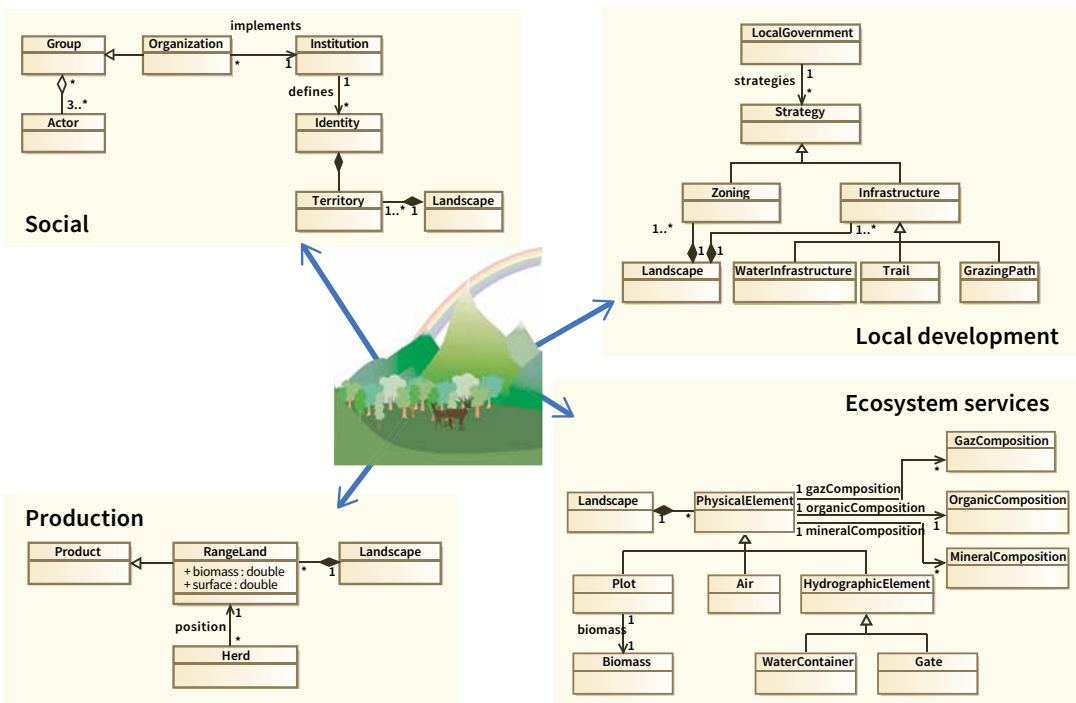 implements
Group
Organization
Institution
*
1
*
3..*
1
defines
*
Actor
Identity
Territory
1..*
1
Landscape
Social
LocalGovernment
strategies
1
*
Strategy
Zoning
Infrastructure
1..*
1
1
1..*
Landscape
WaterInfrastructure
Trail
GrazingPath
Local development
Ecosystem services
GazComposition
*
Landscape
1
*
PhysicalElement
1 gazComposition
1 organicComposition
1 mineralComposition
OrganicComposition
1
MineralComposition
*
Plot
Air
HydrographicElement
1
biomass
1
Biomass
WaterContainer
Gate
Production
Product
RangeLand
+ biomass : double
+ surface : double
*
1
Landscape
1
position
*
Herd